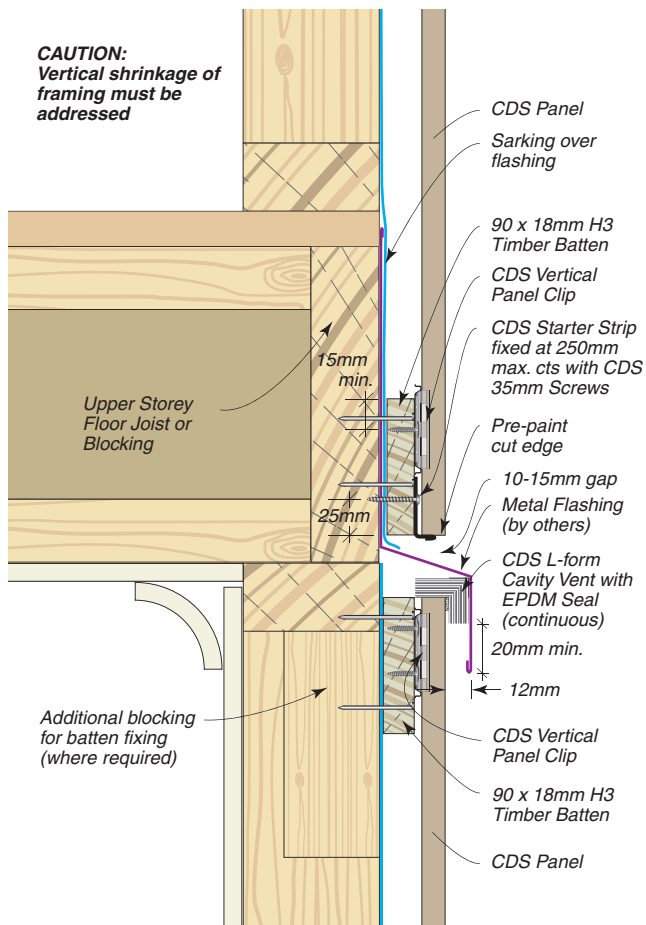 CAUTION:
Vertical shrinkage of
framing must be
addressed
CDS Panel
Sarking over
flashing
90 x 18mm H3
Timber Batten
CDS Vertical
Panel Clip
CDS Starter Strip
fixed at 250mm
max. cts with CDS
35mm Screws
15mm
min.
Upper Storey
Floor Joist or
Blocking
Pre-paint
cut edge
10-15mm gap
Metal Flashing
(by others)
25mm
CDS L-form
Cavity Vent with
EPDM Seal
(continuous)
20mm min.
12mm
Additional blocking
for batten fixing
(where required)
CDS Vertical
Panel Clip
90 x 18mm H3
Timber Batten
CDS Panel